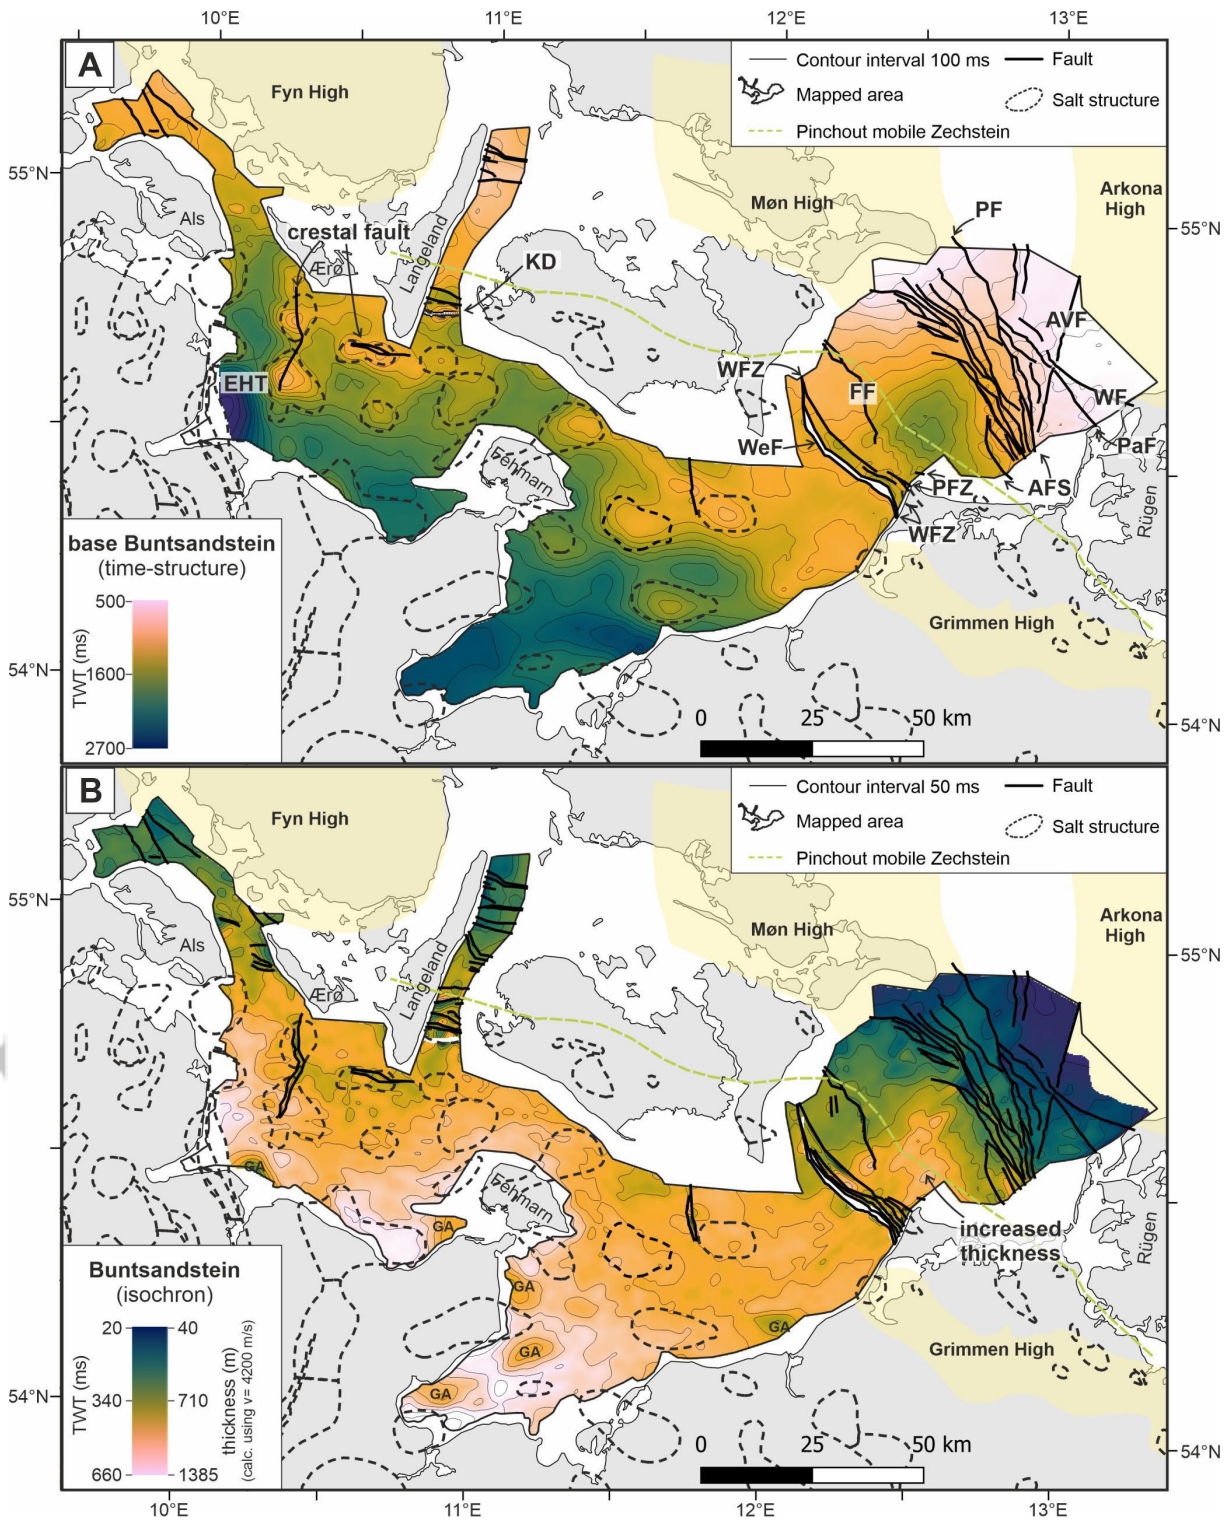 10°E
11°E
12°E
13°E
A
Fyn High
Contour interval 100 ms
Fault
Mapped area
Salt structure
Pinchout mobile Zechstein
55°N
Als
crestal fault
Ærø
Langeland
KD
Møn High
PF
Arkona
High
55°N
AVF
WFZ
EHT
FF
WF
WeF
PaF
Fehmarn
PFZ
AFS
WFZ
Rügen
base Buntsandstein
(time-structure)
500
1600
2700
TWT (ms)
Grimmen High
54°N
0 25 50 km
54°N
B
Fyn High
Contour interval 50 ms
Fault
Mapped area
Salt structure
Pinchout mobile Zechstein
55°N
Als
Ærø
Langeland
Møn High
Arkona
High
55°N
GA
Fehmarn
GA
increased
thickness
Rügen
Buntsandstein
(isochron)
20 40
340 710
660 1385
TWT (ms)
thickness (m)
(calc. using v= 4200 m/s)
GA
GA
GA
GA
Grimmen High
54°N
0 25 50 km
54°N
10°E
11°E
12°E
13°E